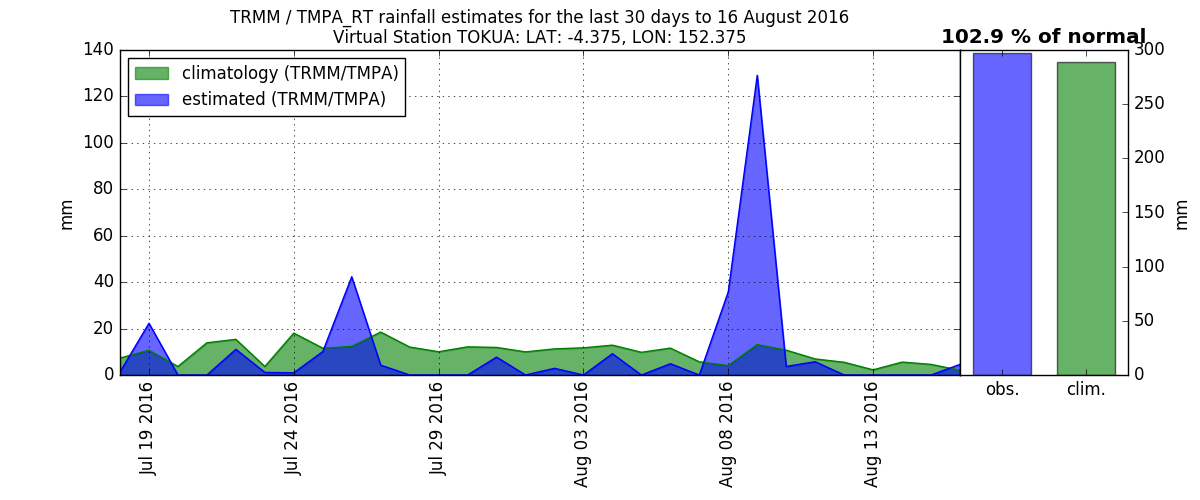 TRMM / TMPA_RT rainfall estimates for the last 30 days to 16 August 2016
Virtual Station TOKUA: LAT: -4.375, LON: 152.375
102.9 % of normal
climatology (TRMM/TMPA)
estimated (TRMM/TMPA)
mm
140
120
100
80
60
40
20
0
Jul 19 2016
Jul 24 2016
Jul 29 2016
Aug 03 2016
Aug 08 2016
Aug 13 2016
300
250
200
150
100
50
0
mm
obs.
clim.